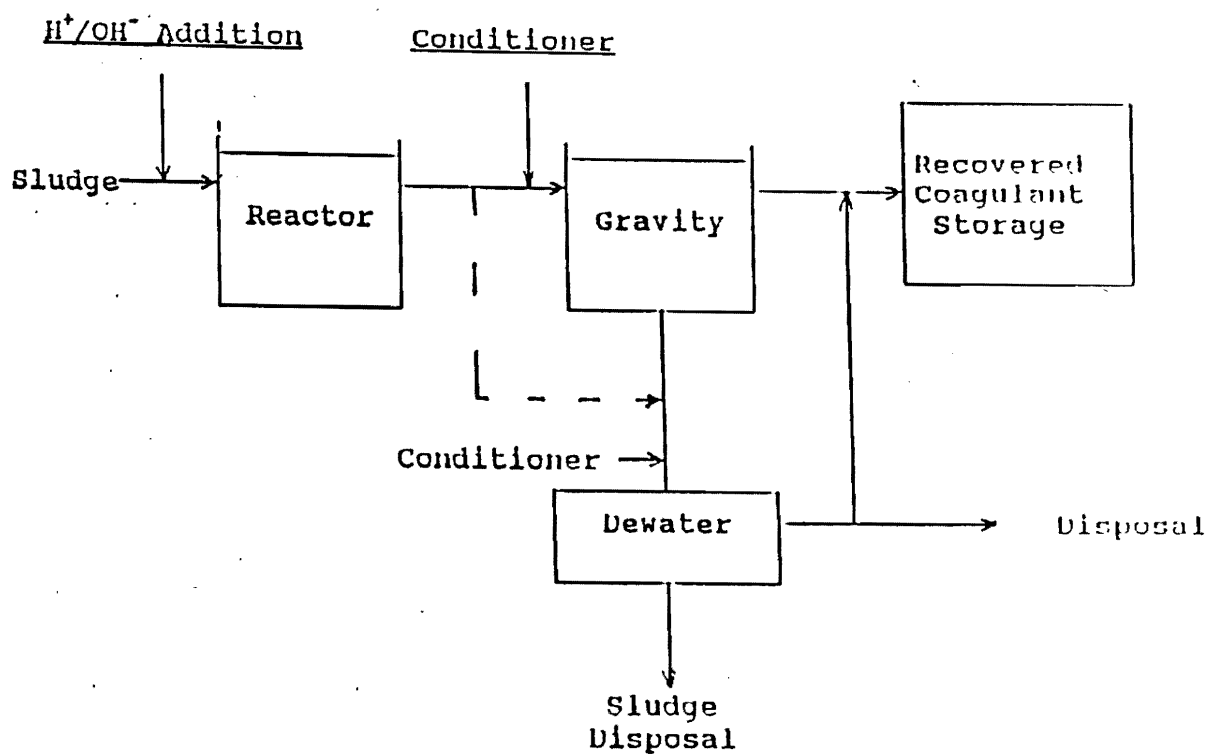 H⁺/OH⁻ Addition
Conditioner
Sludge
Reactor
Gravity
Recovered
Coagulant
Storage
Conditioner
Dewater
Disposal
Sludge
Disposal